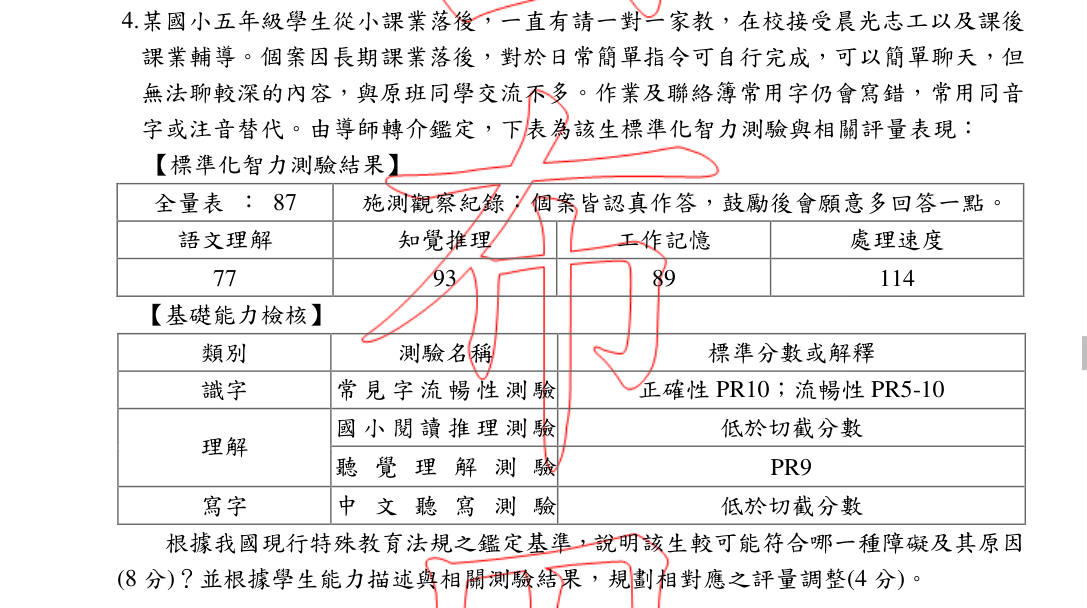 4.某國小五年級學生從小課業落後，一直有請一對一家教，在校接受晨光志工以及課後
課業輔導。個案因長期課業落後，對於日常簡單指令可自行完成，可以簡單聊天，但
無法聊較深的內容，與原班同學交流不多。作業及聯絡簿常用字仍會寫錯，常用同音
字或注音替代。由導師轉介鑑定，下表為該生標準化智力測驗與相關評量表現：
【標準化智力測驗結果】
全量表 ： 87 施測觀察紀錄：個案皆認真作答，鼓勵後會願意多回答一點。
語文理解 知覺推理 工作記憶 處理速度
77 93 89 114
【基礎能力檢核】
類別 測驗名稱 標準分數或解釋
識字 常見字流暢性測驗 正確性 PR10；流暢性 PR5-10
理解 國小閱讀推理測驗 低於切截分數
聽覺理解測驗 PR9
寫字 中文聽寫測驗 低於切截分數
根據我國現行特殊教育法規之鑑定基準，說明該生較可能符合哪一種障礙及其原因
(8 分)？並根據學生能力描述與相關測驗結果，規劃相對應之評量調整(4 分)。
布